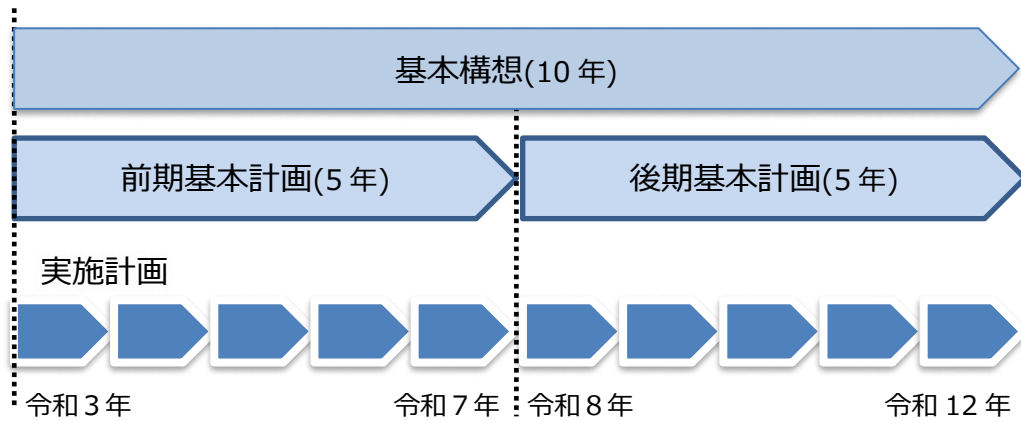 基本構想(10 年)
前期基本計画(5 年)
後期基本計画(5 年)
実施計画
令和３年
令和７年
令和８年
令和 12 年